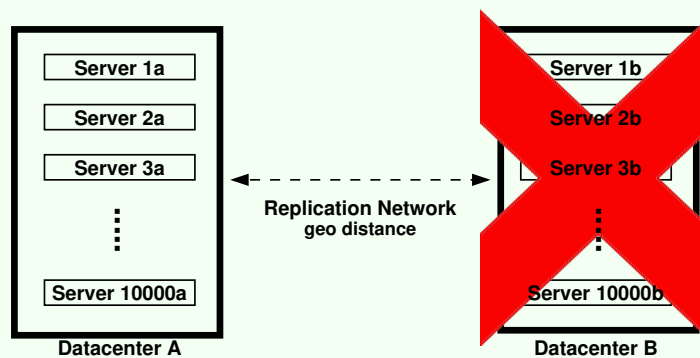 Server 1a
Server 2a
Server 3a
Server 10000a
Datacenter A
Replication Network
geo distance
Server 1b
Server 2b
Server 3b
Server 10000b
Datacenter B